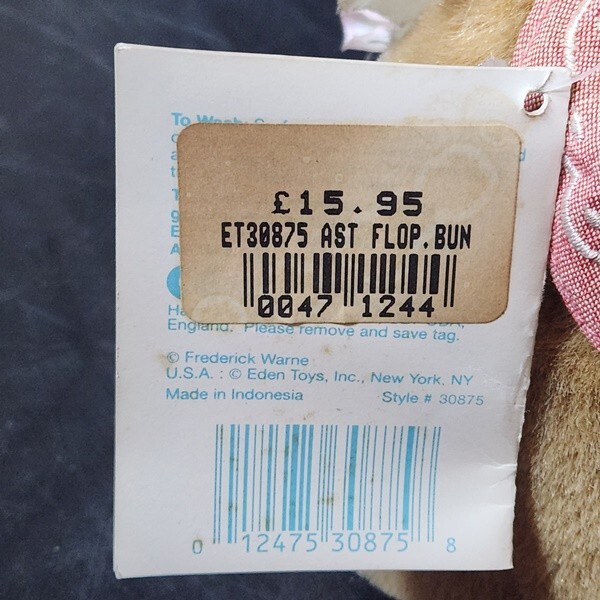 To Wash:
£15.95
ET30875 AST FLOP.BUN
0047 1244
England. Please remove and save tag.
© Frederick Warne
U.S.A. : © Eden Toys, Inc., New York, NY
Made in Indonesia Style # 30875
0 12475 30875 8